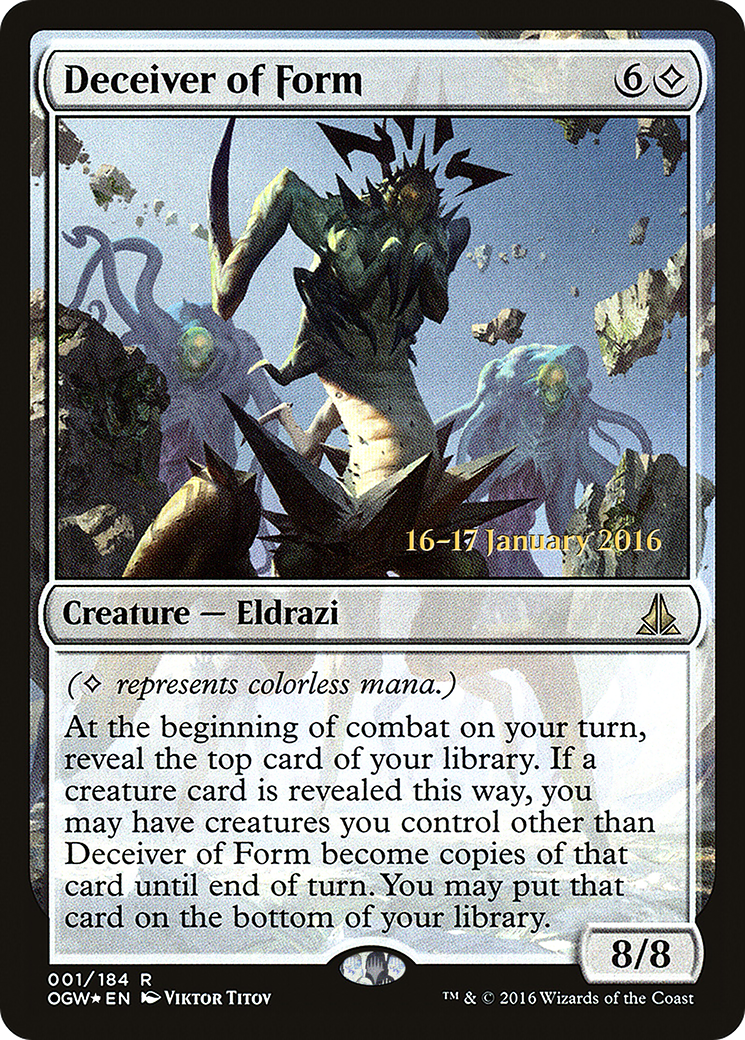 Deceiver of Form 6◇
16–17 January 2016
Creature — Eldrazi
(◇ represents colorless mana.)
At the beginning of combat on your turn,
reveal the top card of your library. If a
creature card is revealed this way, you
may have creatures you control other than
Deceiver of Form become copies of that
card until end of turn. You may put that
card on the bottom of your library.
8/8
001/184 R
OGW★EN Viktor Titov
™ & © 2016 Wizards of the Coast